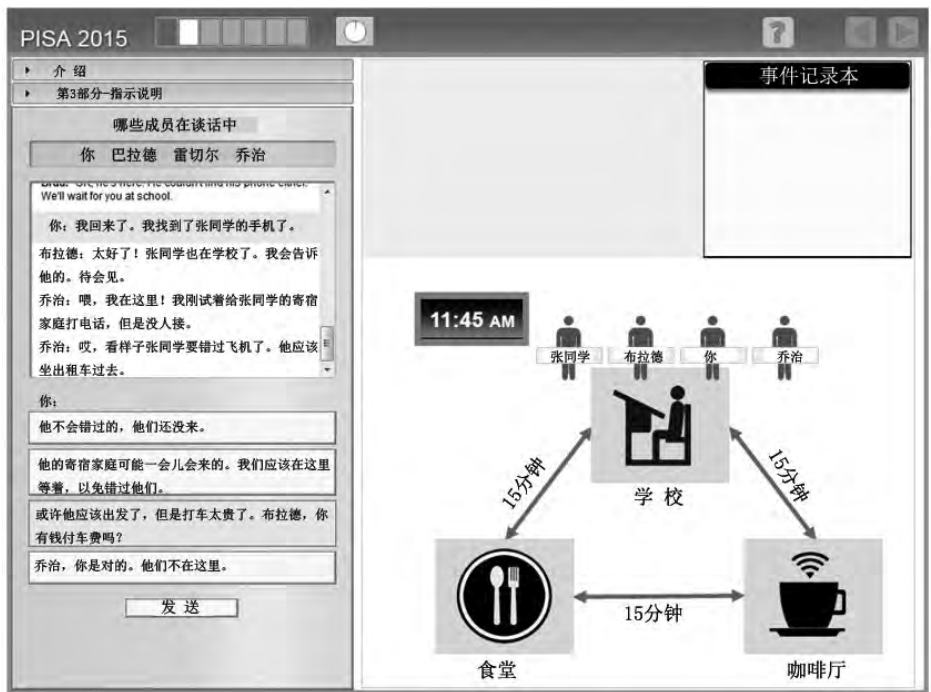 PISA 2015
?
介 绍
第3部分-指示说明
哪些成员在谈话中
你 巴拉德 雷切尔 乔治
We'll wait for you at school.
你：我回来了。我找到了张同学的手机了。
布拉德：太好了！张同学也在学校了。我会告诉
他的。待会见。
乔治：喂，我在这里！我刚试着给张同学的寄宿
家庭打电话，但是没人接。
乔治：哎，看样子张同学要错过飞机了。他应该
坐出租车过去。
你：
他不会错过的，他们还没来。
他的寄宿家庭可能一会儿会来的。我们应该在这里
等着，以免错过他们。
或许他应该出发了，但是打车太贵了。布拉德，你
有钱付车费吗？
乔治，你是对的。他们不在这里。
发 送
事件记录本
11:45 AM
张同学
布拉德
你
乔治
学 校
15分钟
15分钟
15分钟
食堂
咖啡厅